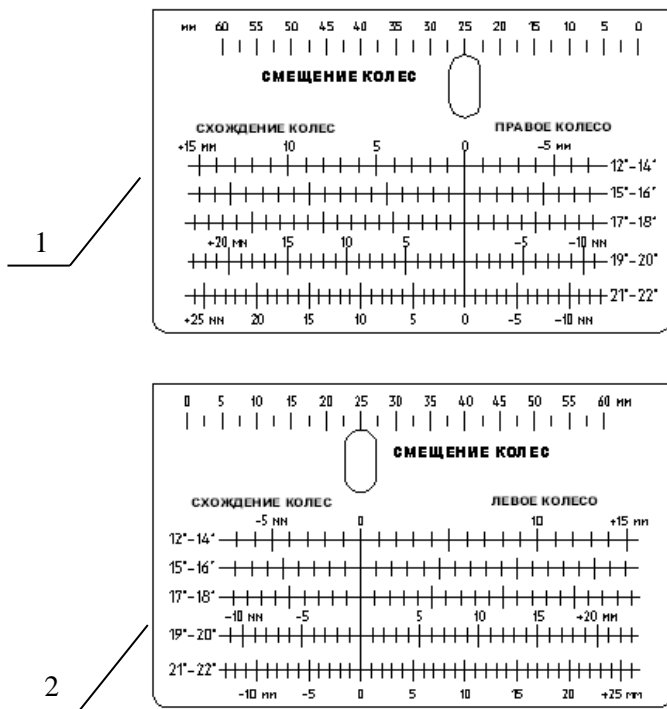 мм 60 55 50 45 40 35 30 25 20 15 10 5 0
СМЕЩЕНИЕ КОЛЕС
СХОЖДЕНИЕ КОЛЕС ПРАВОЕ КОЛЕСО
+15 мм 10 5 0 -5 мм
12"-14"
15"-16"
17"-18"
1
+20 мм 15 10 5 -5 -10 NN
19"-20"
21"-22"
+25 NN 20 15 10 5 0 -5 -10 NN
0 5 10 15 20 25 30 35 40 45 50 55 60 мм
СМЕЩЕНИЕ КОЛЕС
СХОЖДЕНИЕ КОЛЕС ЛЕВОЕ КОЛЕСО
-5 NN 0 10 +15 мм
12"-14"
15"-16"
17"-18"
-10 NN -5 5 10 15 +20 мм
19"-20"
21"-22"
2
-10 мм -5 0 5 10 15 20 +25 мм